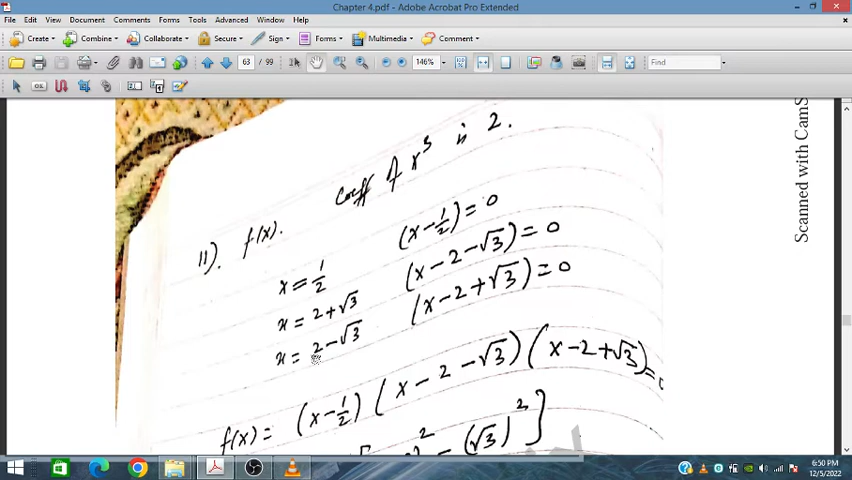 Chapter 4.pdf - Adobe Acrobat Pro Extended
File Edit View Document Comments Forms Tools Advanced Window Help
Create Combine Collaborate Secure Sign Forms Multimedia Comment
63 / 99 146% Find
Coeff of x³ is 2.
11). f(x).
x = 1/2 (x - 1/2) = 0
x = 2 + √3 (x - 2 - √3) = 0
x = 2 - √3 (x - 2 + √3) = 0
f(x) = (x - 1/2) (x - 2 - √3) (x - 2 + √3) = 0
² - (√3)² ]
Scanned with CamS
6:50 PM
12/5/2022